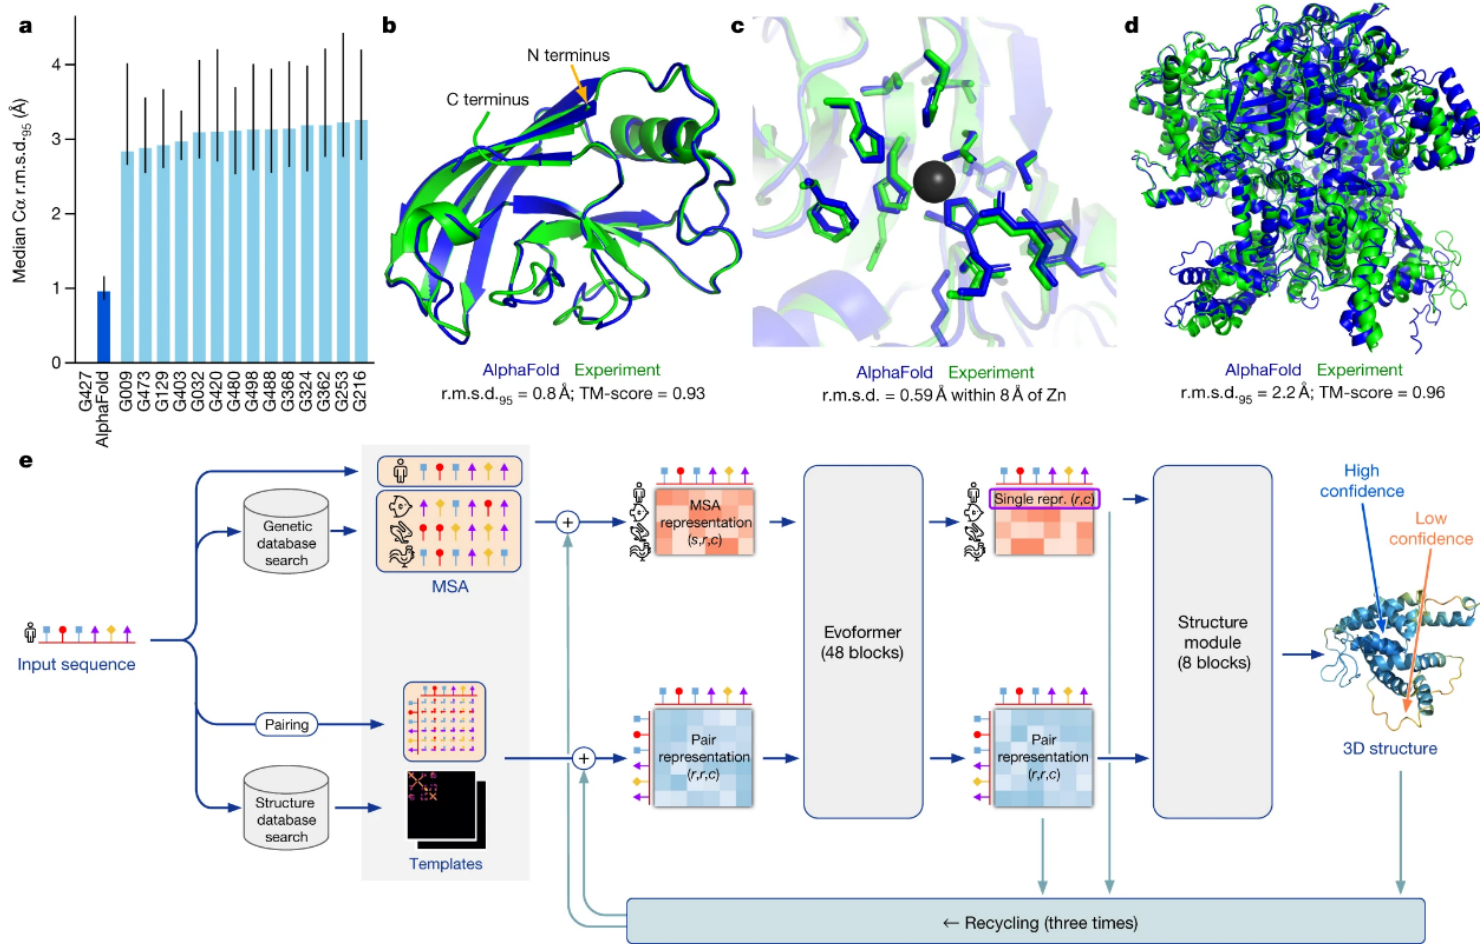 a
Median Cα r.m.s.d.₉₅ (Å)
4
3
2
1
0
G427
AlphaFold
G009
G473
G129
G403
G032
G420
G480
G498
G488
G368
G324
G362
G253
G216
b
N terminus
C terminus
AlphaFold Experiment
r.m.s.d.₉₅ = 0.8 Å; TM-score = 0.93
c
AlphaFold Experiment
r.m.s.d. = 0.59 Å within 8 Å of Zn
d
AlphaFold Experiment
r.m.s.d.₉₅ = 2.2 Å; TM-score = 0.96
e
Input sequence
Genetic
database
search
Pairing
Structure
database
search
MSA
Templates
+
+
MSA
representation
(s,r,c)
Pair
representation
(r,r,c)
Evoformer
(48 blocks)
Single repr. (r,c)
Pair
representation
(r,r,c)
Structure
module
(8 blocks)
High
confidence
Low
confidence
3D structure
← Recycling (three times)